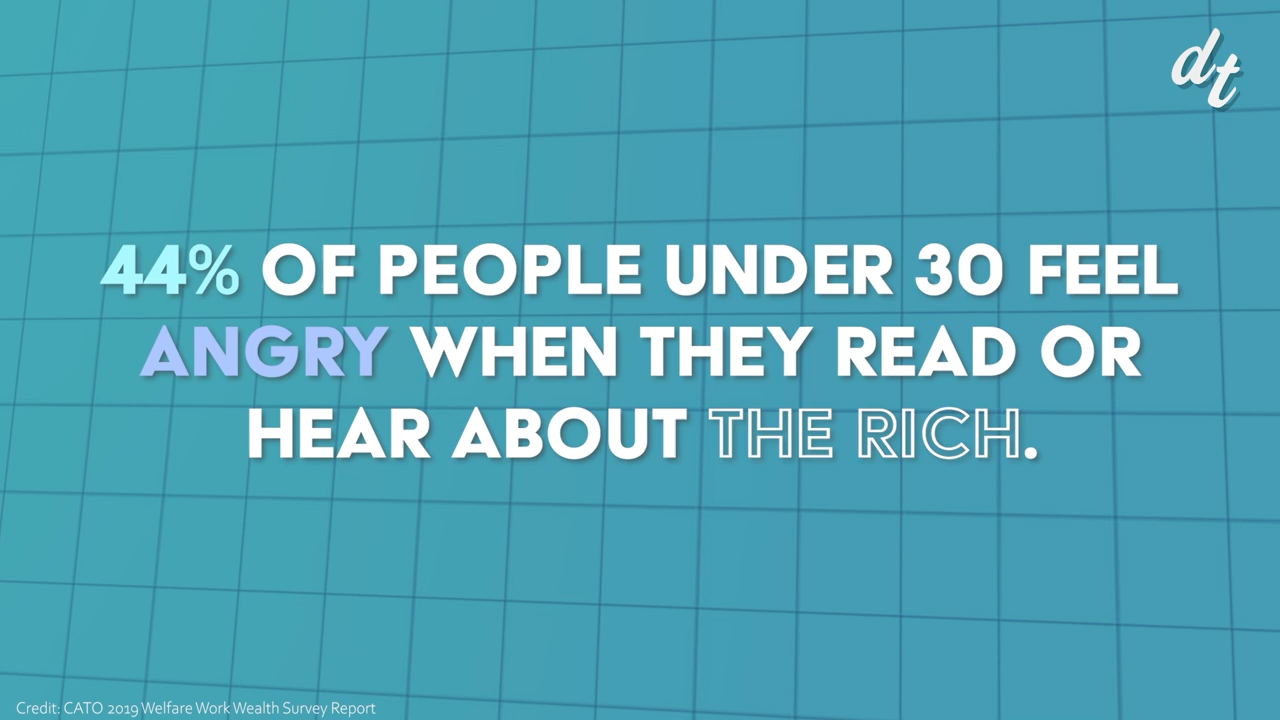 dt
44% OF PEOPLE UNDER 30 FEEL
ANGRY WHEN THEY READ OR
HEAR ABOUT THE RICH.
Credit: CATO 2019 Welfare Work Wealth Survey Report